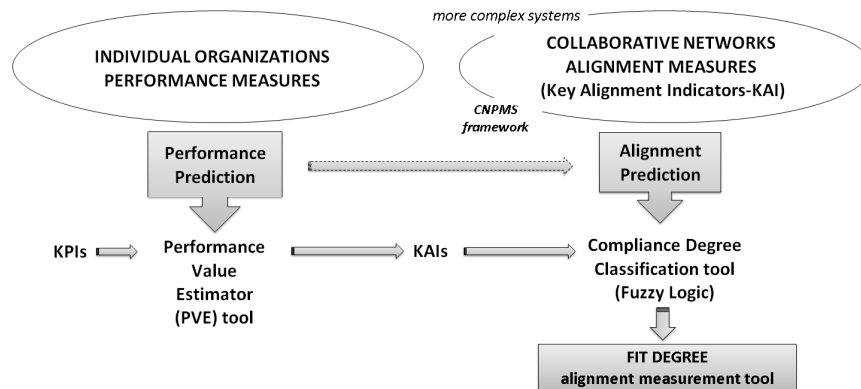 more complex systems
INDIVIDUAL ORGANIZATIONS
PERFORMANCE MEASURES
COLLABORATIVE NETWORKS
ALIGNMENT MEASURES
(Key Alignment Indicators-KAI)
CNPMS
framework
Performance
Prediction
Alignment
Prediction
KPIs
Performance
Value
Estimator
(PVE) tool
KAIs
Compliance Degree
Classification tool
(Fuzzy Logic)
FIT DEGREE
alignment measurement tool